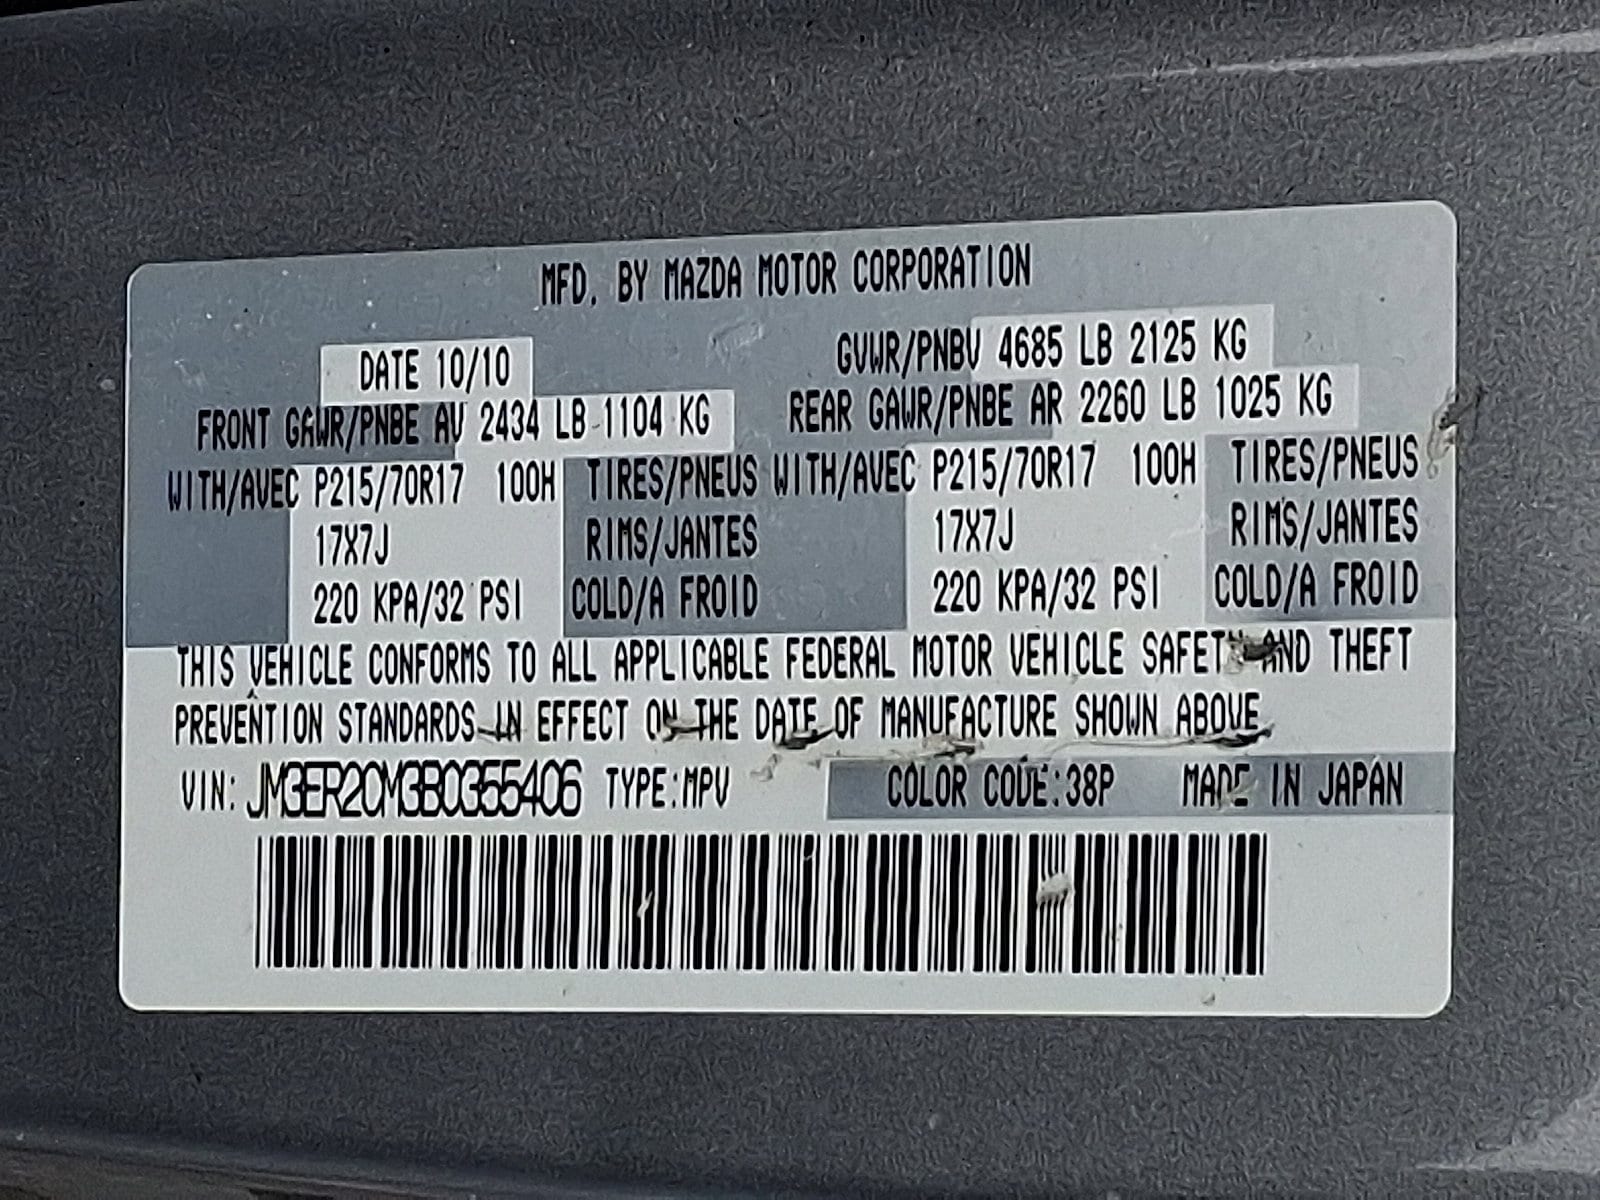 MFD. BY MAZDA MOTOR CORPORATION
DATE 10/10 GVWR/PNBV 4685 LB 2125 KG
FRONT GAWR/PNBE AV 2434 LB 1104 KG REAR GAWR/PNBE AR 2260 LB 1025 KG
WITH/AVEC P215/70R17 100H TIRES/PNEUS WITH/AVEC P215/70R17 100H TIRES/PNEUS
17X7J RIMS/JANTES 17X7J RIMS/JANTES
220 KPA/32 PSI COLD/A FROID 220 KPA/32 PSI COLD/A FROID
THIS VEHICLE CONFORMS TO ALL APPLICABLE FEDERAL MOTOR VEHICLE SAFETY AND THEFT
PREVENTION STANDARDS IN EFFECT ON THE DATE OF MANUFACTURE SHOWN ABOVE.
VIN: JM3ER2CM3B0355406 TYPE:MPV COLOR CODE:38P MADE IN JAPAN